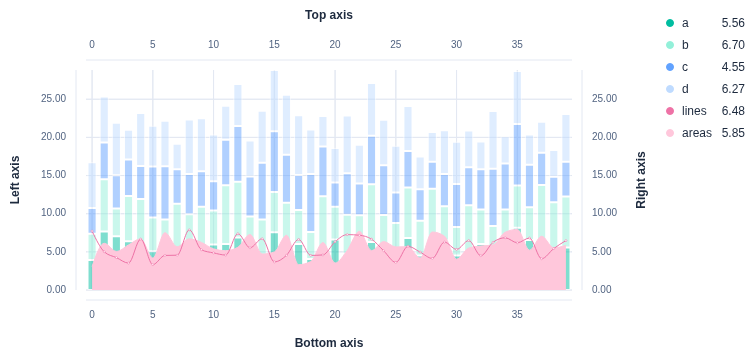 Top axis
0 5 10 15 20 25 30 35
a 5.56
b 6.70
c 4.55
d 6.27
lines 6.48
areas 5.85
Left axis
25.00
20.00
15.00
10.00
5.00
0.00
25.00
20.00
15.00
10.00
5.00
0.00
Right axis
0 5 10 15 20 25 30 35
Bottom axis